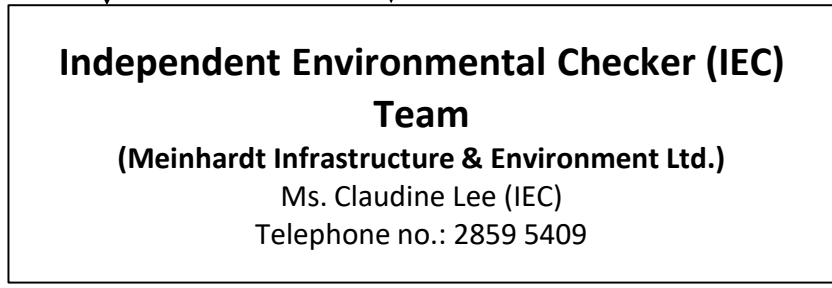 Independent Environmental Checker (IEC)
Team
(Meinhardt Infrastructure & Environment Ltd.)
Ms. Claudine Lee (IEC)
Telephone no.: 2859 5409